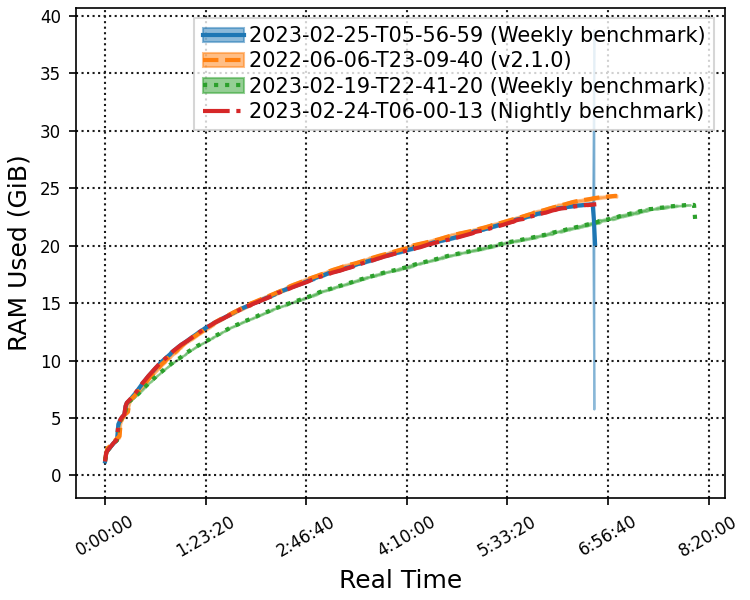 40
35
30
25
20
15
10
5
0
RAM Used (GiB)
2023-02-25-T05-56-59 (Weekly benchmark)
2022-06-06-T23-09-40 (v2.1.0)
2023-02-19-T22-41-20 (Weekly benchmark)
2023-02-24-T06-00-13 (Nightly benchmark)
0:00:00
1:23:20
2:46:40
4:10:00
5:33:20
6:56:40
8:20:00
Real Time